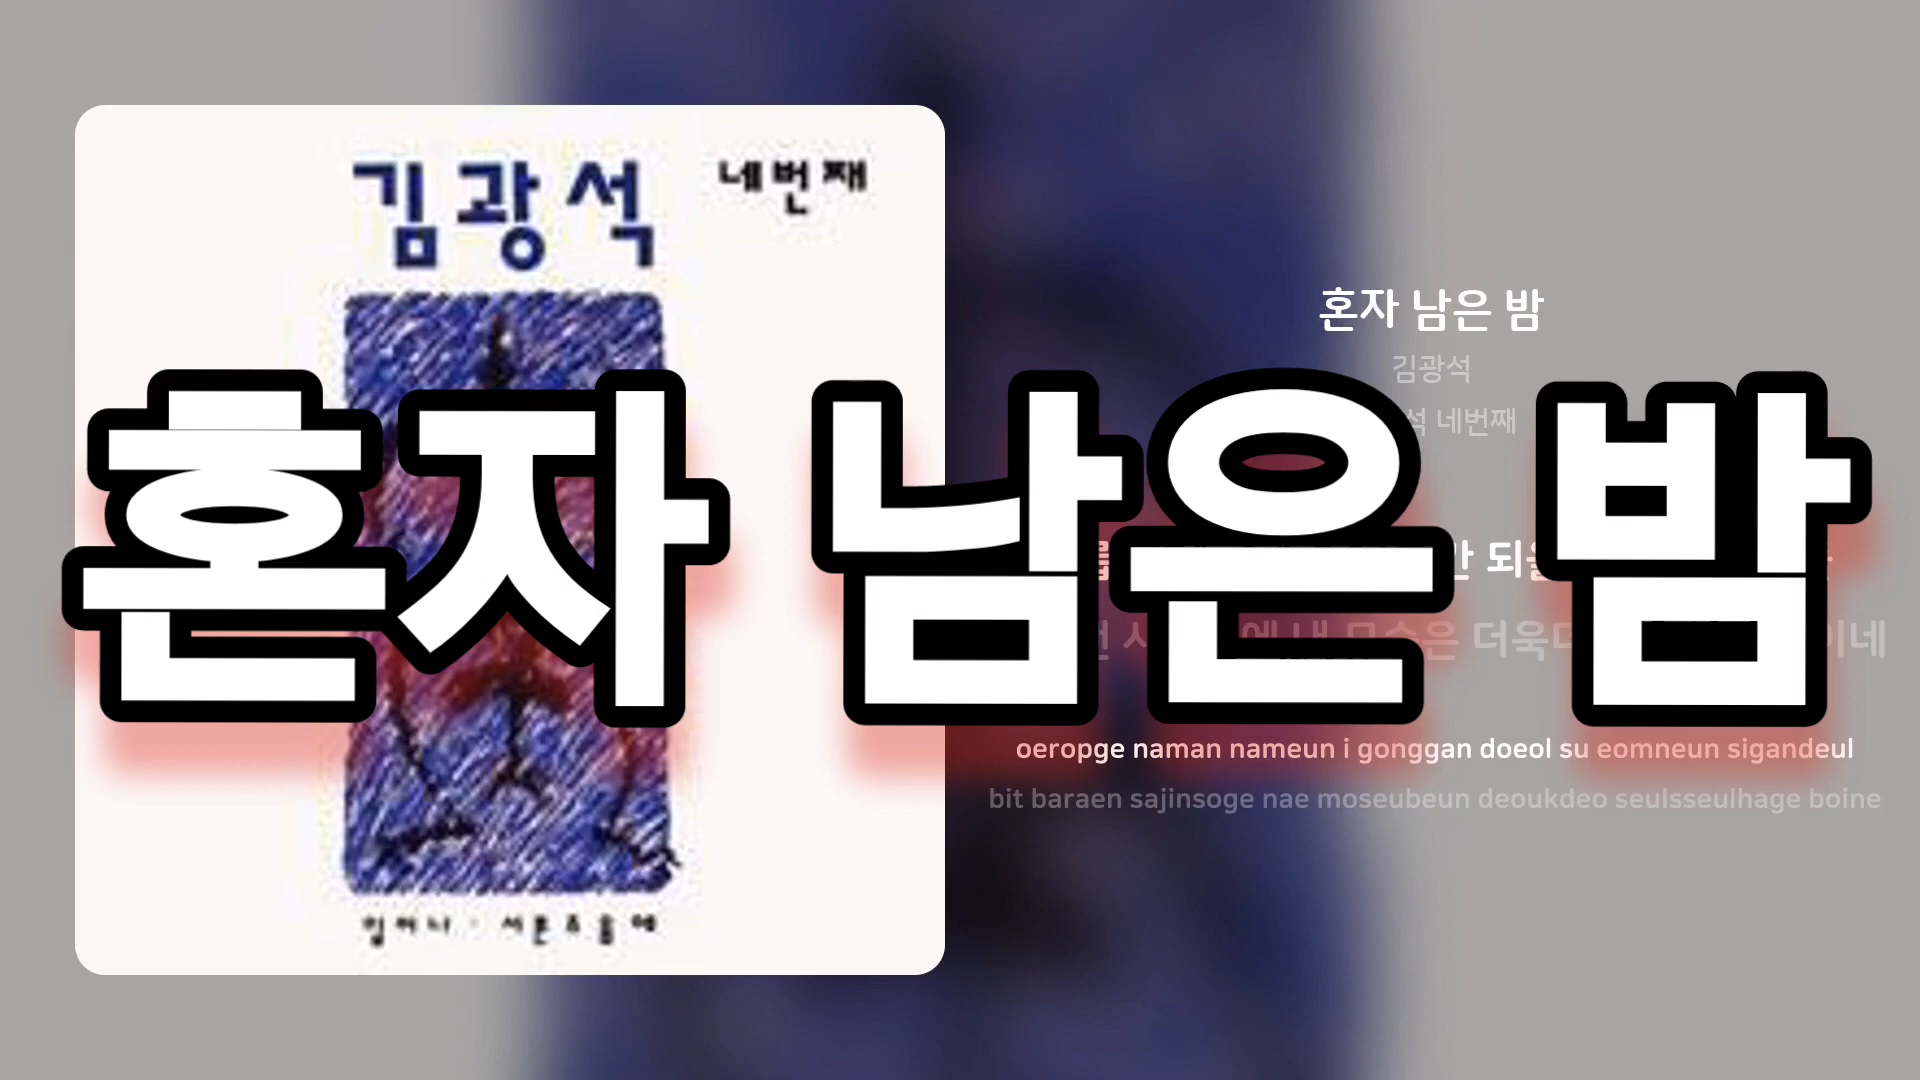 김광석 네번째
혼자 남은 밤
김광석
네번째
혼자 남은 밤
oeropge naman nameun i gonggan doeol su eomneun sigandeul
bit baraen sajinsoge nae moseubeun deoukdeo seulsseulhage boine